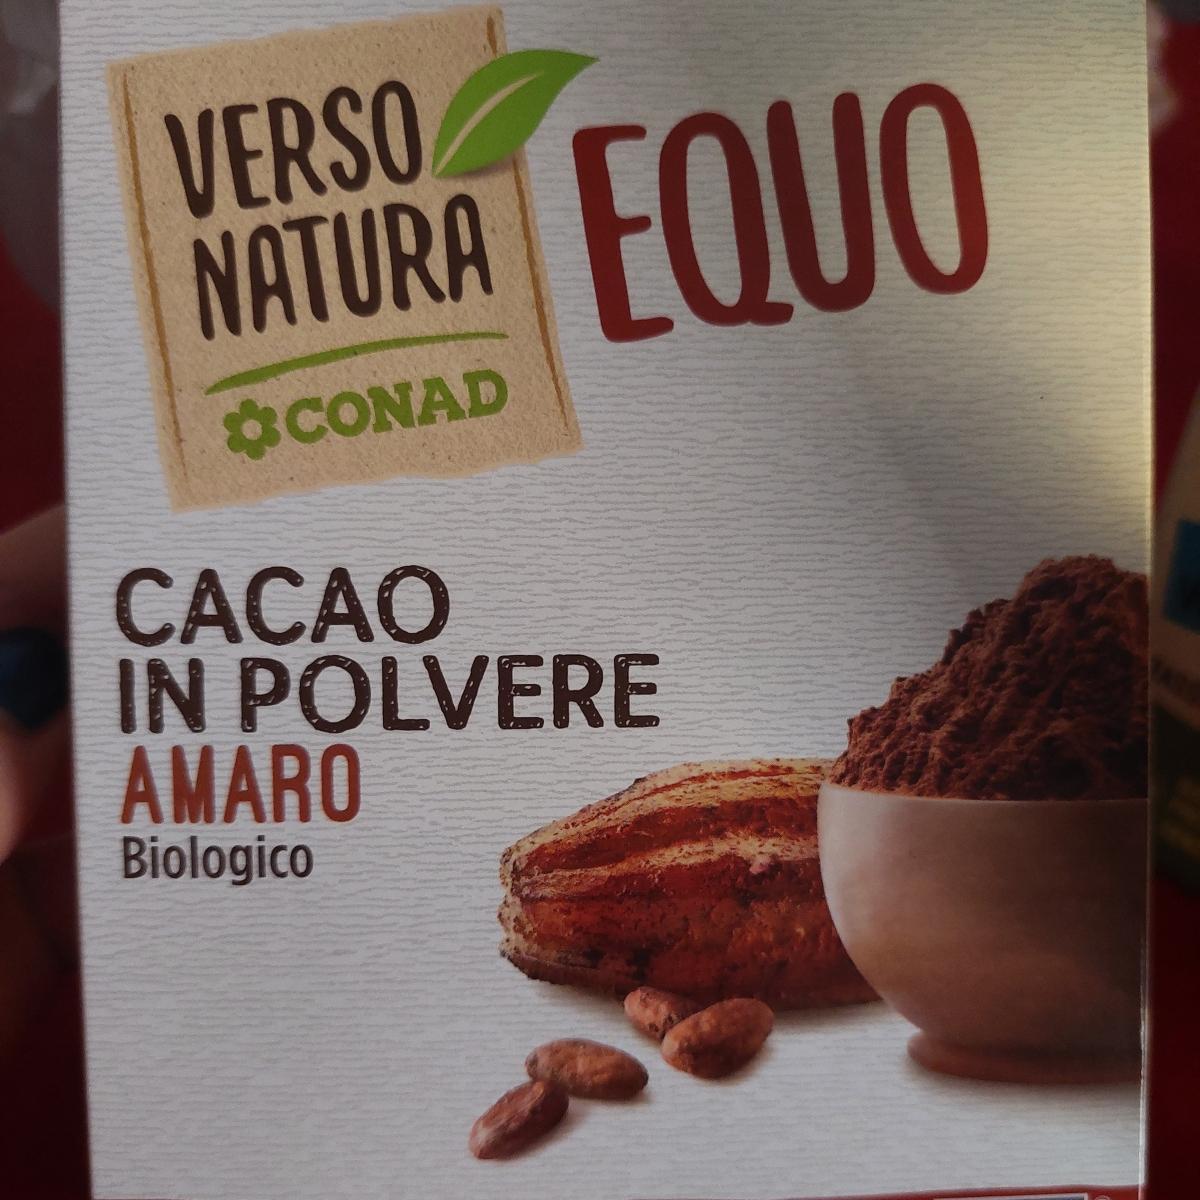 VERSO
NATURA
CONAD
EQUO
CACAO
IN POLVERE
AMARO
Biologico